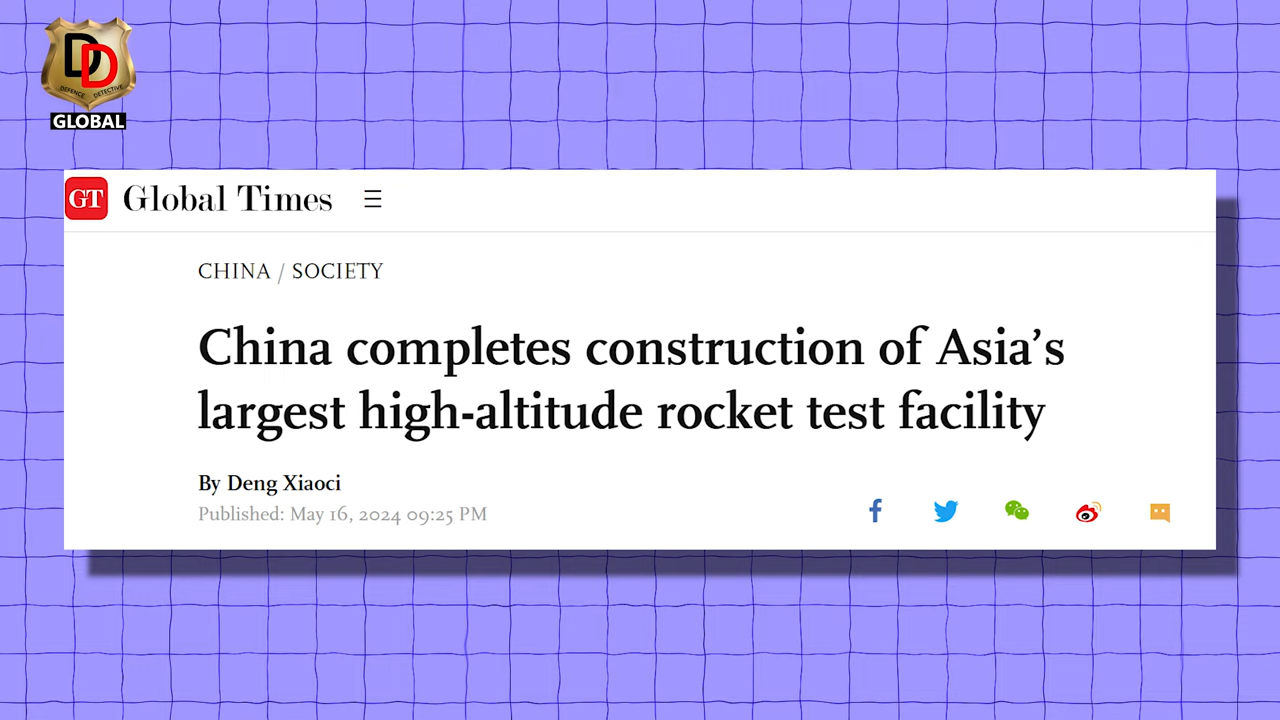 DD
DEFENCE DETECTIVE
GLOBAL
GT Global Times
CHINA / SOCIETY
China completes construction of Asia’s
largest high-altitude rocket test facility
By Deng Xiaoci
Published: May 16, 2024 09:25 PM